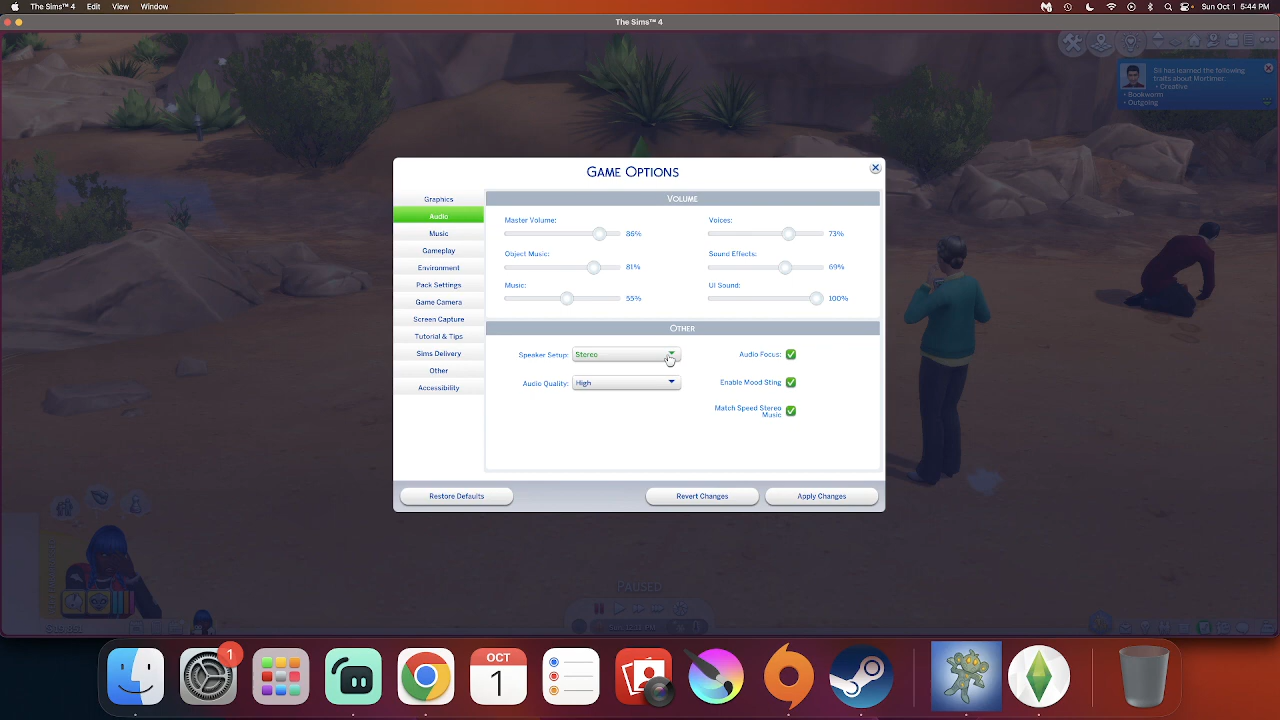 The Sims™ 4 Edit View Window
Sun Oct 1 5:44 PM
The Sims™ 4
Sil has learned the following
traits about Mortimer.
• Creative
• Bookworm
• Outgoing
Game Options
Graphics
Audio
Music
Gameplay
Environment
Pack Settings
Game Camera
Screen Capture
Tutorial & Tips
Sims Delivery
Other
Accessibility
Volume
Master Volume: 86%
Voices: 73%
Object Music: 81%
Sound Effects: 69%
Music: 55%
UI Sound: 100%
Other
Speaker Setup: Stereo
Audio Focus:
Audio Quality: High
Enable Mood Sting
Match Speed Stereo
Music
Restore Defaults
Revert Changes
Apply Changes
Paused
1
OCT
1